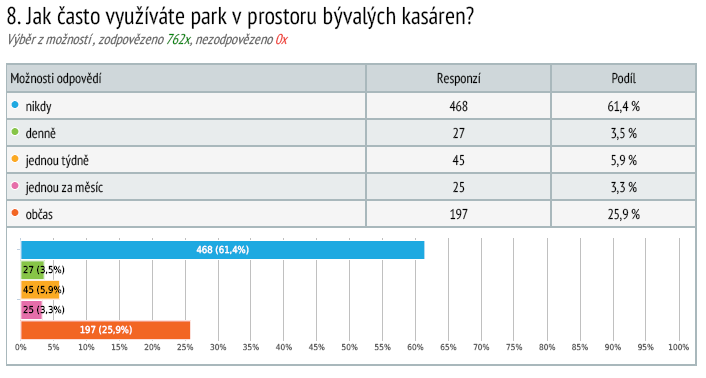 8. Jak často využíváte park v prostoru bývalých kasáren?
Výběr z možností , zodpovězeno 762x, nezodpovězeno 0x
Možnosti odpovědí Responzí Podíl
nikdy 468 61,4 %
denně 27 3,5 %
jednou týdně 45 5,9 %
jednou za měsíc 25 3,3 %
občas 197 25,9 %
468 (61,4%)
27 (3,5%)
45 (5,9%)
25 (3,3%)
197 (25,9%)
0% 5% 10% 15% 20% 25% 30% 35% 40% 45% 50% 55% 60% 65% 70% 75% 80% 85% 90% 95% 100%